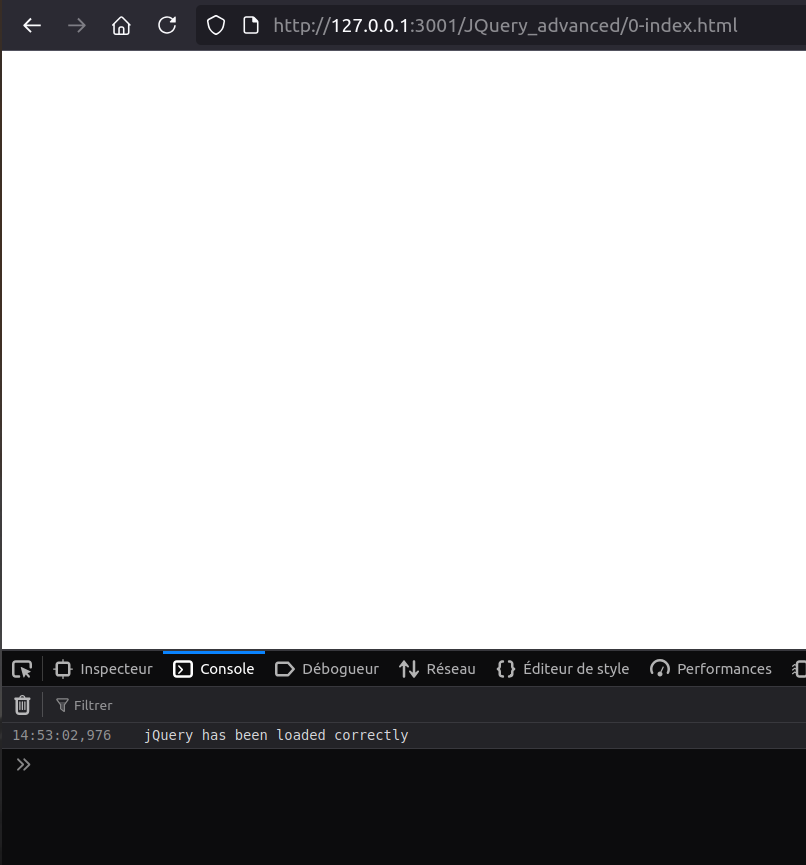 http://127.0.0.1:3001/JQuery_advanced/0-index.html
Inspecteur Console Débogueur Réseau Éditeur de style Performances
Filtrer
14:53:02,976 jQuery has been loaded correctly